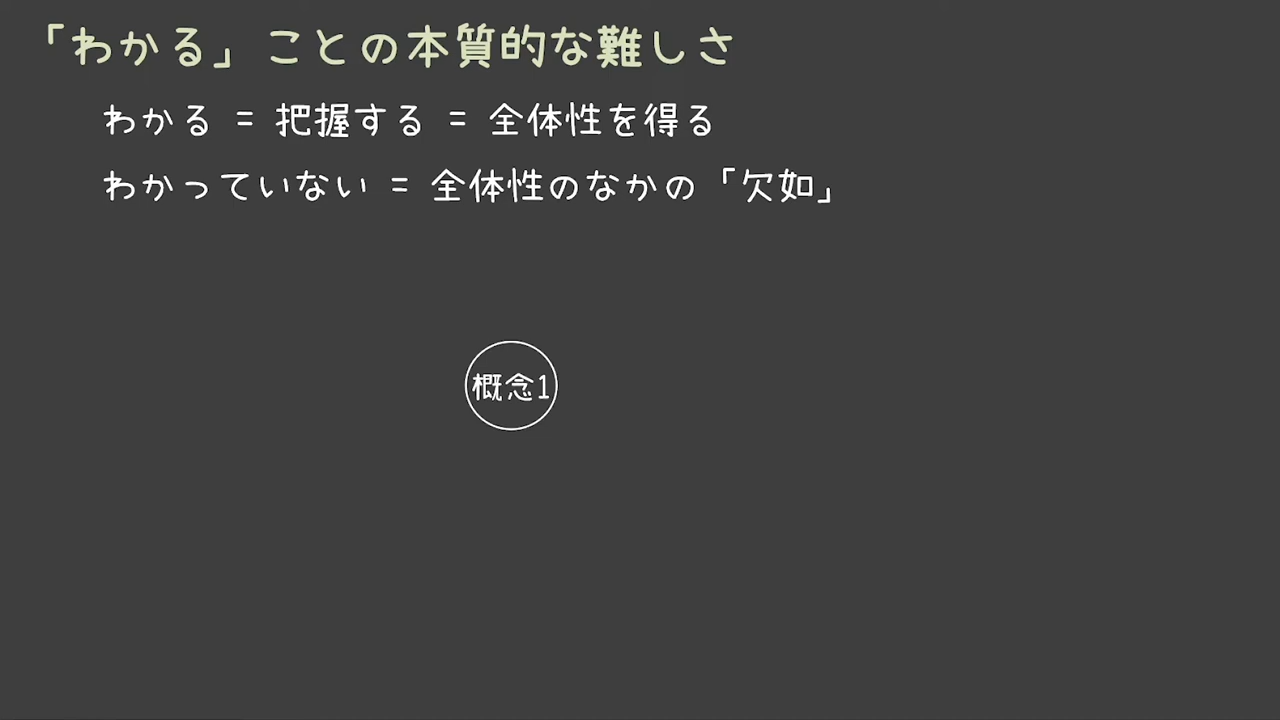 「わかる」ことの本質的な難しさ
わかる = 把握する = 全体性を得る
わかっていない = 全体性のなかの「欠如」
概念1